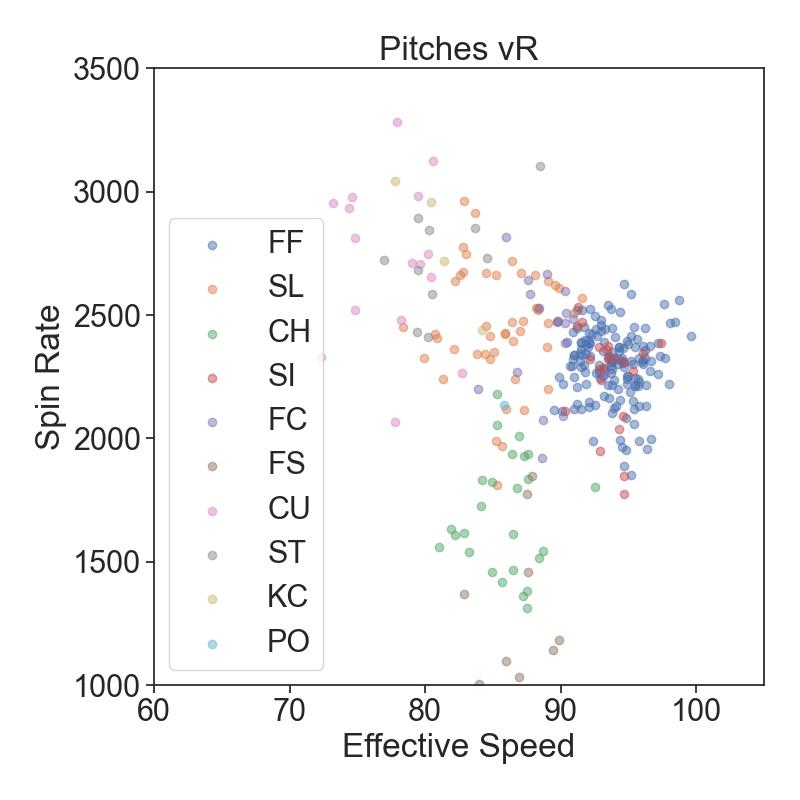 Pitches vR
3500
3000
2500
2000
1500
1000
Spin Rate
FF
SL
CH
SI
FC
FS
CU
ST
KC
PO
60 70 80 90 100
Effective Speed